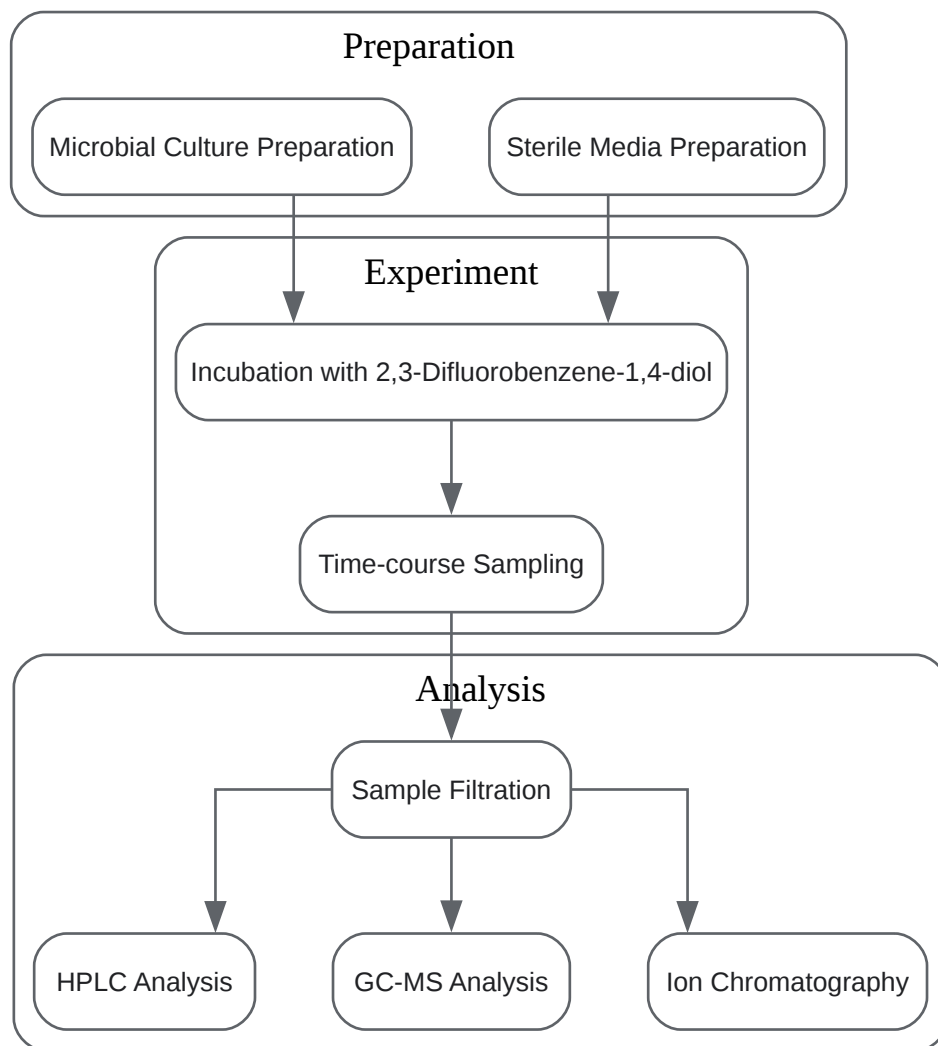 Preparation
Microbial Culture Preparation
Sterile Media Preparation
Experiment
Incubation with 2,3-Difluorobenzene-1,4-diol
Time-course Sampling
Analysis
Sample Filtration
HPLC Analysis
GC-MS Analysis
Ion Chromatography